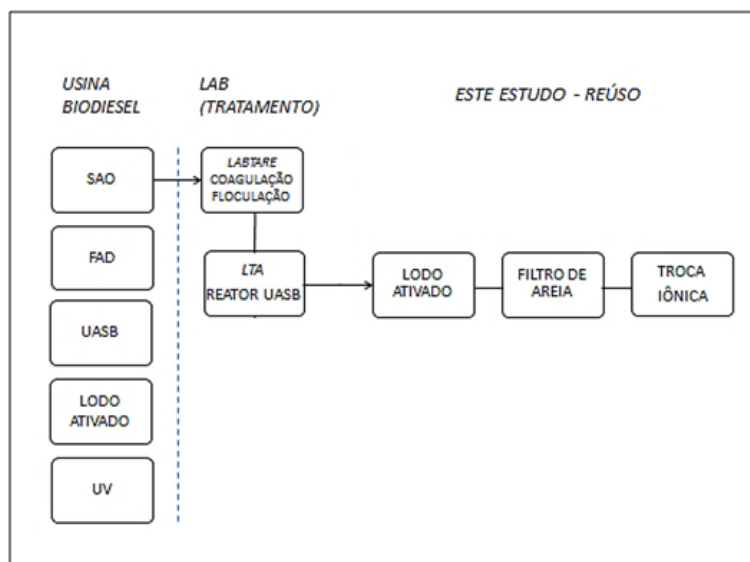 USINA
BIODIESEL
LAB
(TRATAMENTO)
ESTE ESTUDO - REÚSO
SAO
LABTARE
COAGULAÇÃO
FLOCULAÇÃO
FAD
LTA
REATOR UASB
LODO
ATIVADO
FILTRO DE
AREIA
TROCA
IÔNICA
UASB
LODO
ATIVADO
UV